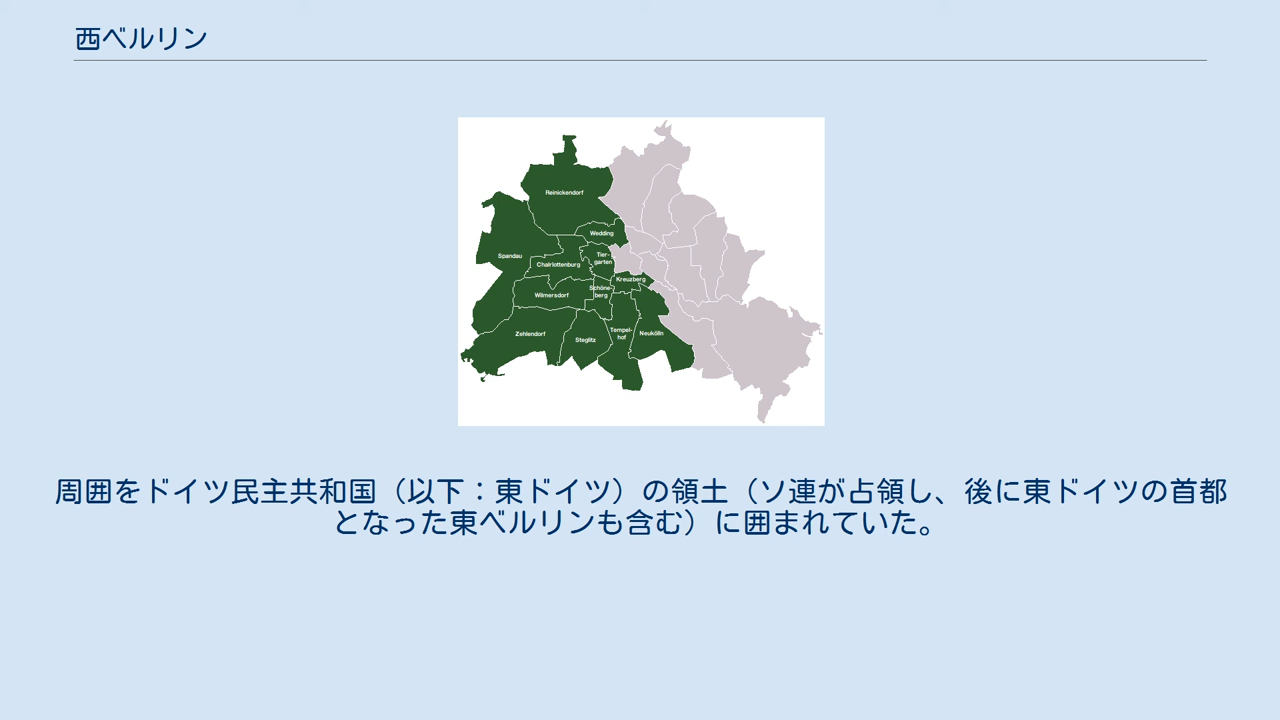 西ベルリン
Reinickendorf
Wedding
Spandau
Tier-
garten
Charlottenburg
Kreuzberg
Schöne-
berg
Wilmersdorf
Zehlendorf
Steglitz
Tempel-
hof
Neukölln
周囲をドイツ民主共和国（以下：東ドイツ）の領土（ソ連が占領し、後に東ドイツの首都
となった東ベルリンも含む）に囲まれていた。